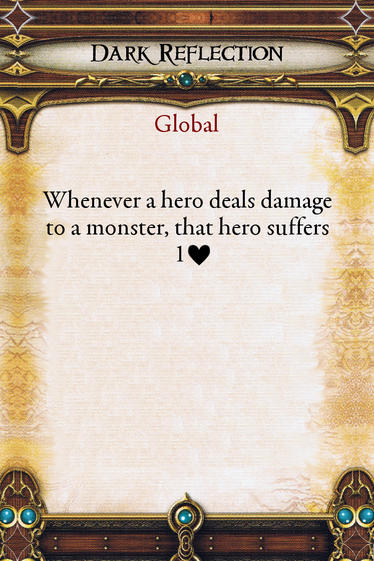 Dark Reflection
Global
Whenever a hero deals damage
to a monster, that hero suffers
1♥